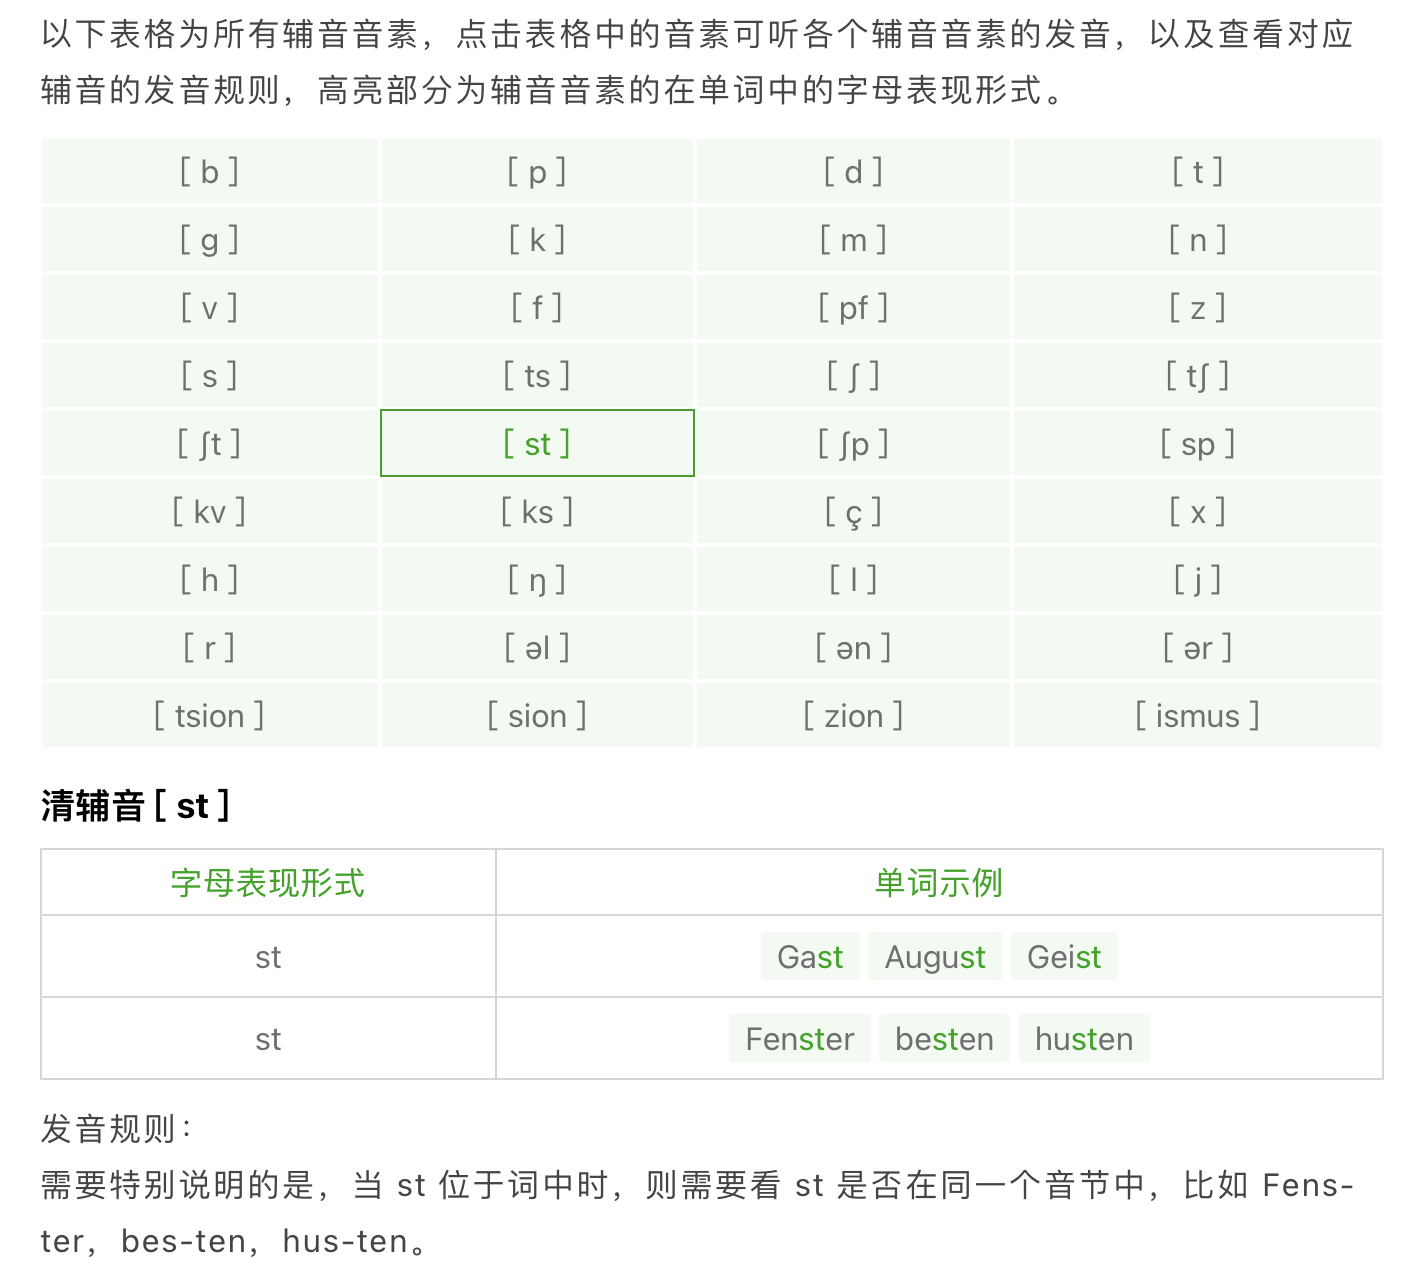 以下表格为所有辅音音素，点击表格中的音素可听各个辅音音素的发音，以及查看对应
辅音的发音规则，高亮部分为辅音音素的在单词中的字母表现形式。
[ b ] [ p ] [ d ] [ t ]
[ g ] [ k ] [ m ] [ n ]
[ v ] [ f ] [ pf ] [ z ]
[ s ] [ ts ] [ ʃ ] [ tʃ ]
[ ʃt ] [ st ] [ ʃp ] [ sp ]
[ kv ] [ ks ] [ ç ] [ x ]
[ h ] [ ŋ ] [ l ] [ j ]
[ r ] [ əl ] [ ən ] [ ər ]
[ tsion ] [ sion ] [ zion ] [ ismus ]
清辅音 [ st ]
字母表现形式 单词示例
st Gast August Geist
st Fenster besten husten
发音规则：
需要特别说明的是，当 st 位于词中时，则需要看 st 是否在同一个音节中，比如 Fens-
ter，bes-ten，hus-ten。